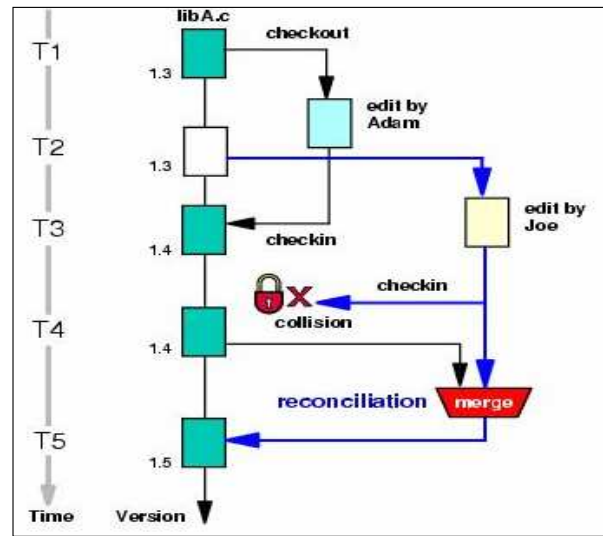 libA.c
T1
checkout
1.3
edit by
Adam
T2
1.3
T3
edit by
Joe
1.4
checkin
checkin
collision
T4
1.4
reconciliation
merge
T5
1.5
Time
Version